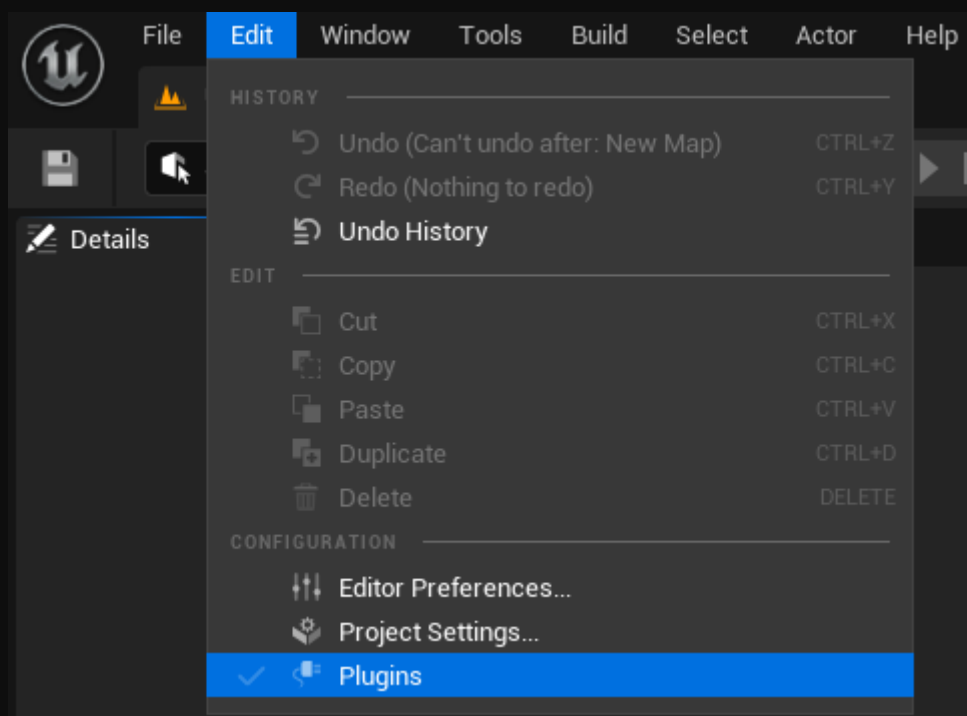 File Edit Window Tools Build Select Actor Help
HISTORY
Undo (Can't undo after: New Map) CTRL+Z
Redo (Nothing to redo) CTRL+Y
Undo History
Details
EDIT
Cut CTRL+X
Copy CTRL+C
Paste CTRL+V
Duplicate CTRL+D
Delete DELETE
CONFIGURATION
Editor Preferences...
Project Settings...
Plugins